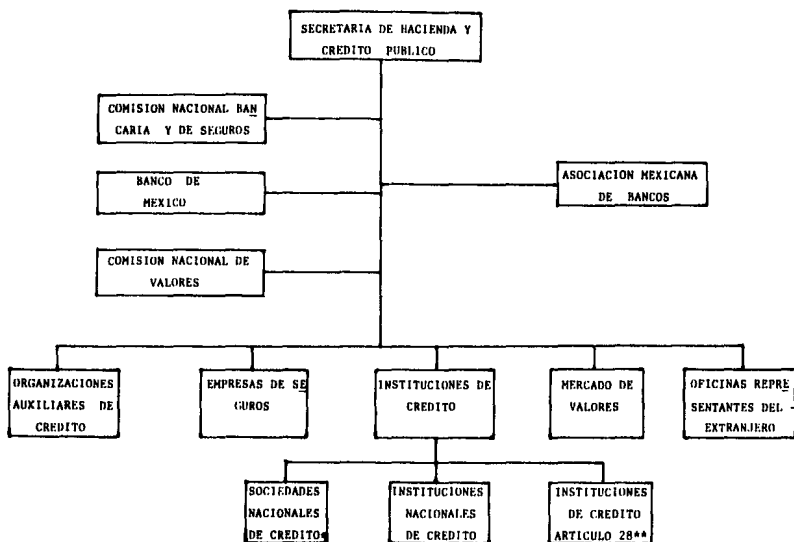 SECRETARIA DE HACIENDA Y
CREDITO PUBLICO
COMISION NACIONAL BAN
CARIA Y DE SEGUROS
BANCO DE
MEXICO
ASOCIACION MEXICANA
DE BANCOS
COMISION NACIONAL DE
VALORES
ORGANIZACIONES
AUXILIARES DE
CREDITO
EMPRESAS DE SE
GUROS
INSTITUCIONES DE
CREDITO
MERCADO DE
VALORES
OFICINAS REPRE
SENTANTES DEL -
EXTRANJERO
SOCIEDADES
NACIONALES
DE CREDITO*
INSTITUCIONES
NACIONALES DE
CREDITO
INSTITUCIONES
DE CREDITO
ARTICULO 28**